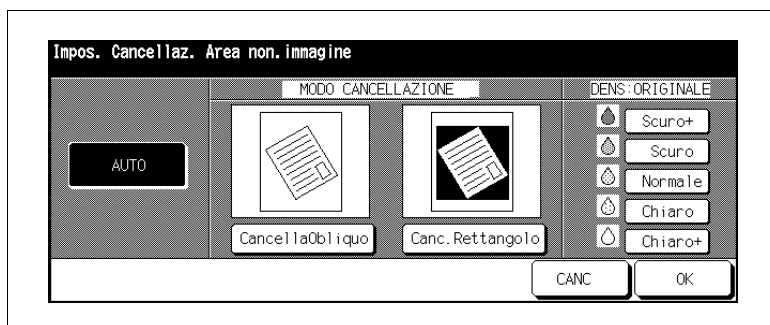 Impos. Cancellaz. Area non.immagine
MODO CANCELLAZIONE
DENS:ORIGINALE
AUTO
Scuro+
Scuro
Normale
Chiaro
Chiaro+
CancellaObliquo
Canc.Rettangolo
CANC
OK